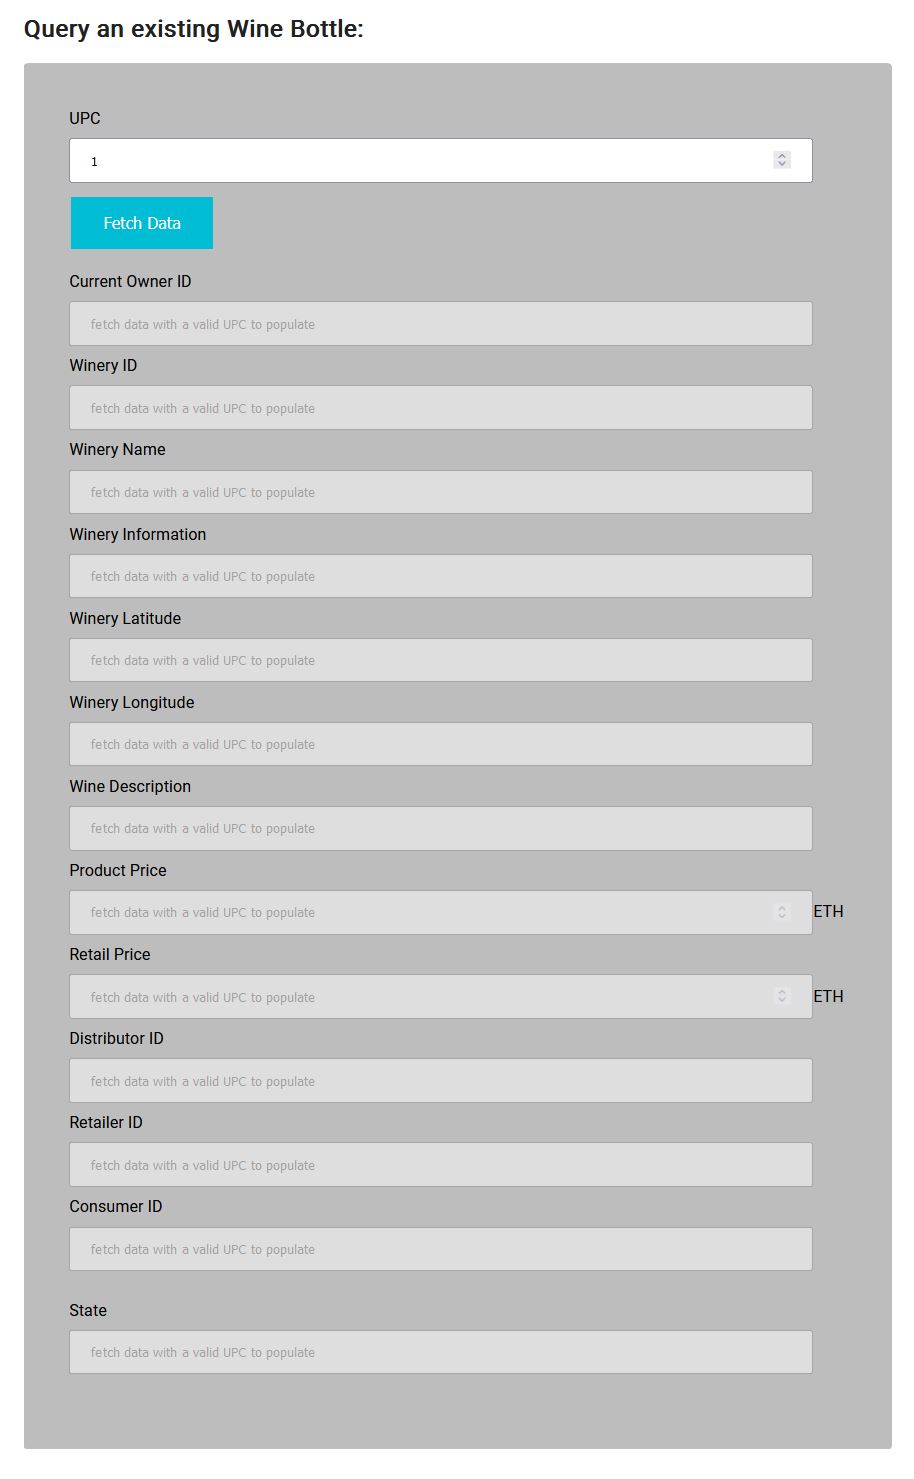 Query an existing Wine Bottle:
UPC
1
Fetch Data
Current Owner ID
fetch data with a valid UPC to populate
Winery ID
fetch data with a valid UPC to populate
Winery Name
fetch data with a valid UPC to populate
Winery Information
fetch data with a valid UPC to populate
Winery Latitude
fetch data with a valid UPC to populate
Winery Longitude
fetch data with a valid UPC to populate
Wine Description
fetch data with a valid UPC to populate
Product Price
fetch data with a valid UPC to populate ETH
Retail Price
fetch data with a valid UPC to populate ETH
Distributor ID
fetch data with a valid UPC to populate
Retailer ID
fetch data with a valid UPC to populate
Consumer ID
fetch data with a valid UPC to populate
State
fetch data with a valid UPC to populate